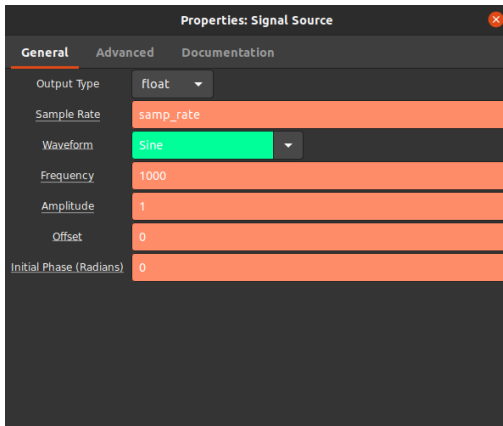 Properties: Signal Source
General Advanced Documentation
Output Type float
Sample Rate samp_rate
Waveform Sine
Frequency 1000
Amplitude 1
Offset 0
Initial Phase (Radians) 0